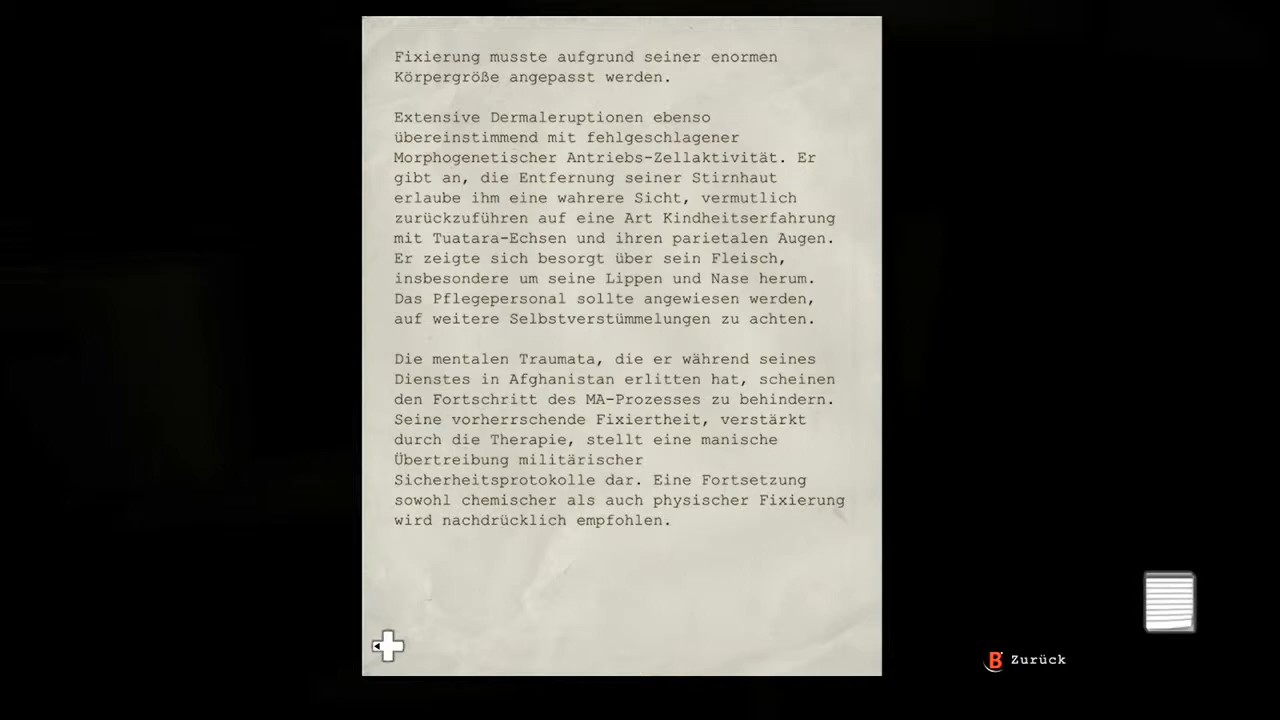 Fixierung musste aufgrund seiner enormen
Körpergröße angepasst werden.
Extensive Dermaleruptionen ebenso
übereinstimmend mit fehlgeschlagener
Morphogenetischer Antriebs-Zellaktivität. Er
gibt an, die Entfernung seiner Stirnhaut
erlaube ihm eine wahrere Sicht, vermutlich
zurückzuführen auf eine Art Kindheitserfahrung
mit Tuatara-Echsen und ihren parietalen Augen.
Er zeigte sich besorgt über sein Fleisch,
insbesondere um seine Lippen und Nase herum.
Das Pflegepersonal sollte angewiesen werden,
auf weitere Selbstverstümmelungen zu achten.
Die mentalen Traumata, die er während seines
Dienstes in Afghanistan erlitten hat, scheinen
den Fortschritt des MA-Prozesses zu behindern.
Seine vorherrschende Fixiertheit, verstärkt
durch die Therapie, stellt eine manische
Übertreibung militärischer
Sicherheitsprotokolle dar. Eine Fortsetzung
sowohl chemischer als auch physischer Fixierung
wird nachdrücklich empfohlen.
B Zurück